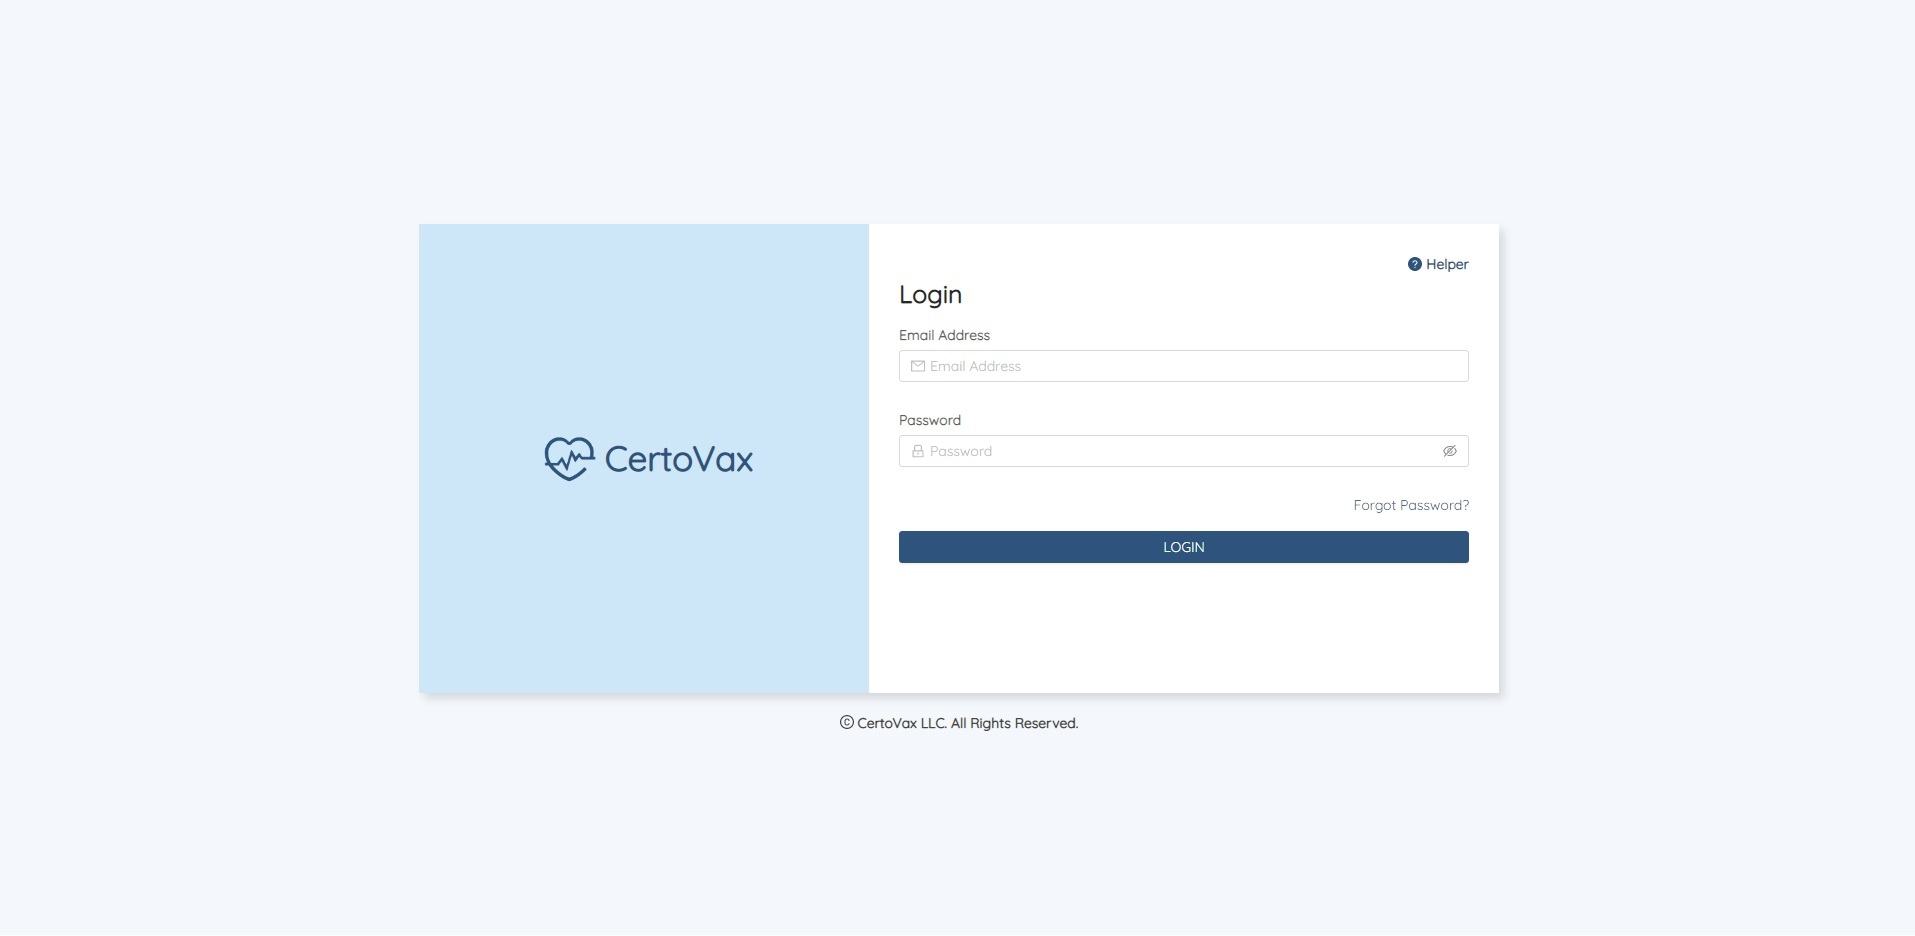 Helper
Login
Email Address
Email Address
Password
Password
Forgot Password?
LOGIN
CertoVax
© CertoVax LLC. All Rights Reserved.